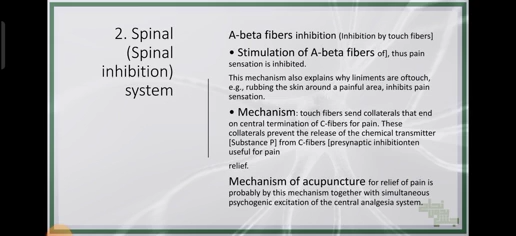 2. Spinal
(Spinal
inhibition)
system
A-beta fibers inhibition (Inhibition by touch fibers]
• Stimulation of A-beta fibers of], thus pain
sensation is inhibited.
This mechanism also explains why liniments are oftouch,
e.g., rubbing the skin around a painful area, inhibits pain
sensation.
• Mechanism: touch fibers send collaterals that end
on central termination of C-fibers for pain. These
collaterals prevent the release of the chemical transmitter
[Substance P] from C-fibers [presynaptic inhibitionten
useful for pain
relief.
Mechanism of acupuncture for relief of pain is
probably by this mechanism together with simultaneous
psychogenic excitation of the central analgesia system.